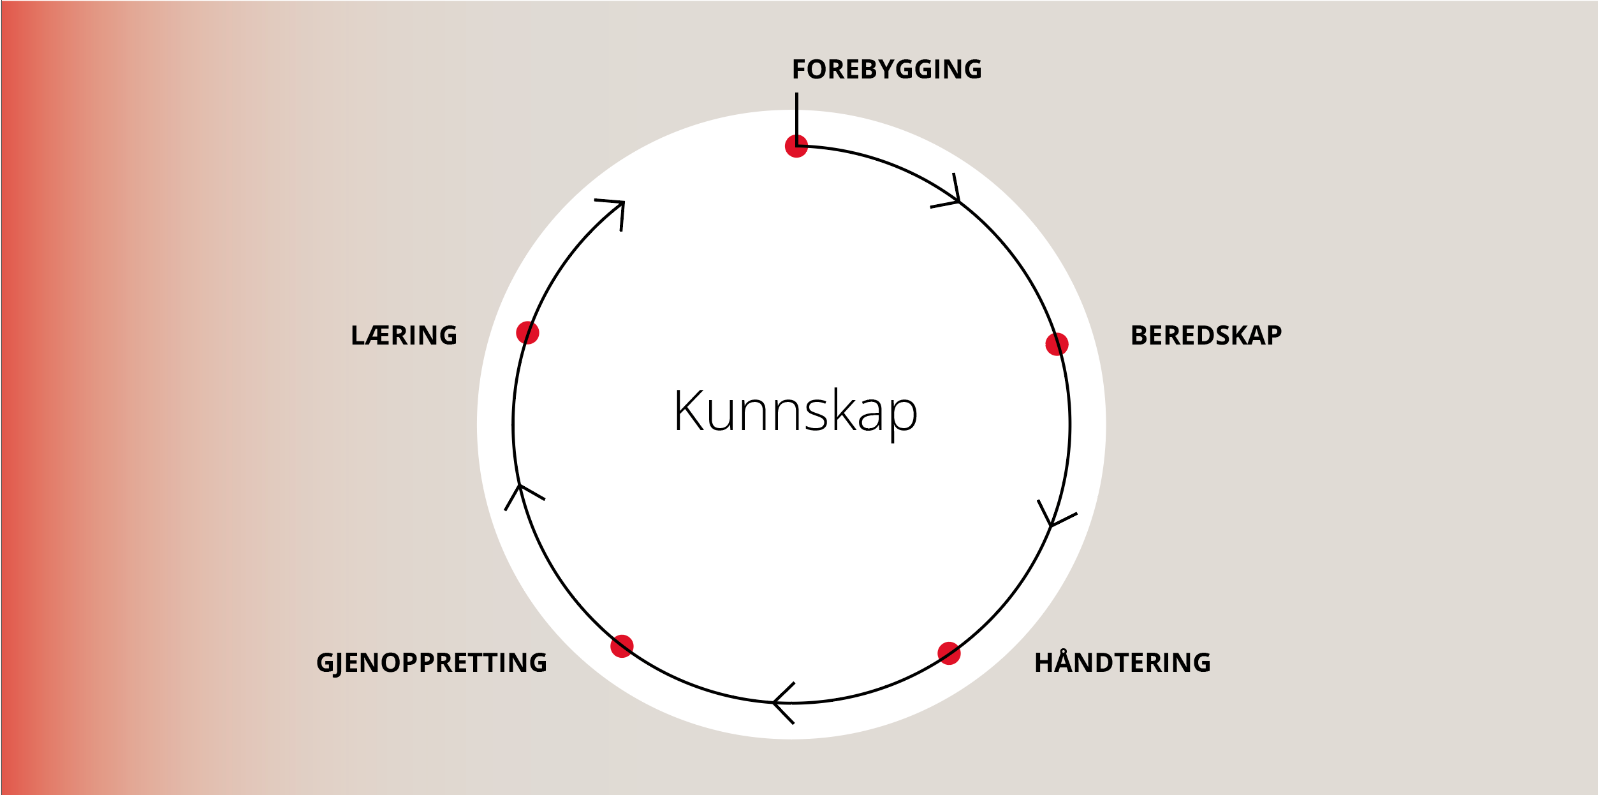 FOREBYGGING
BEREDSKAP
HÅNDTERING
GJENOPPRETTING
LÆRING
Kunnskap